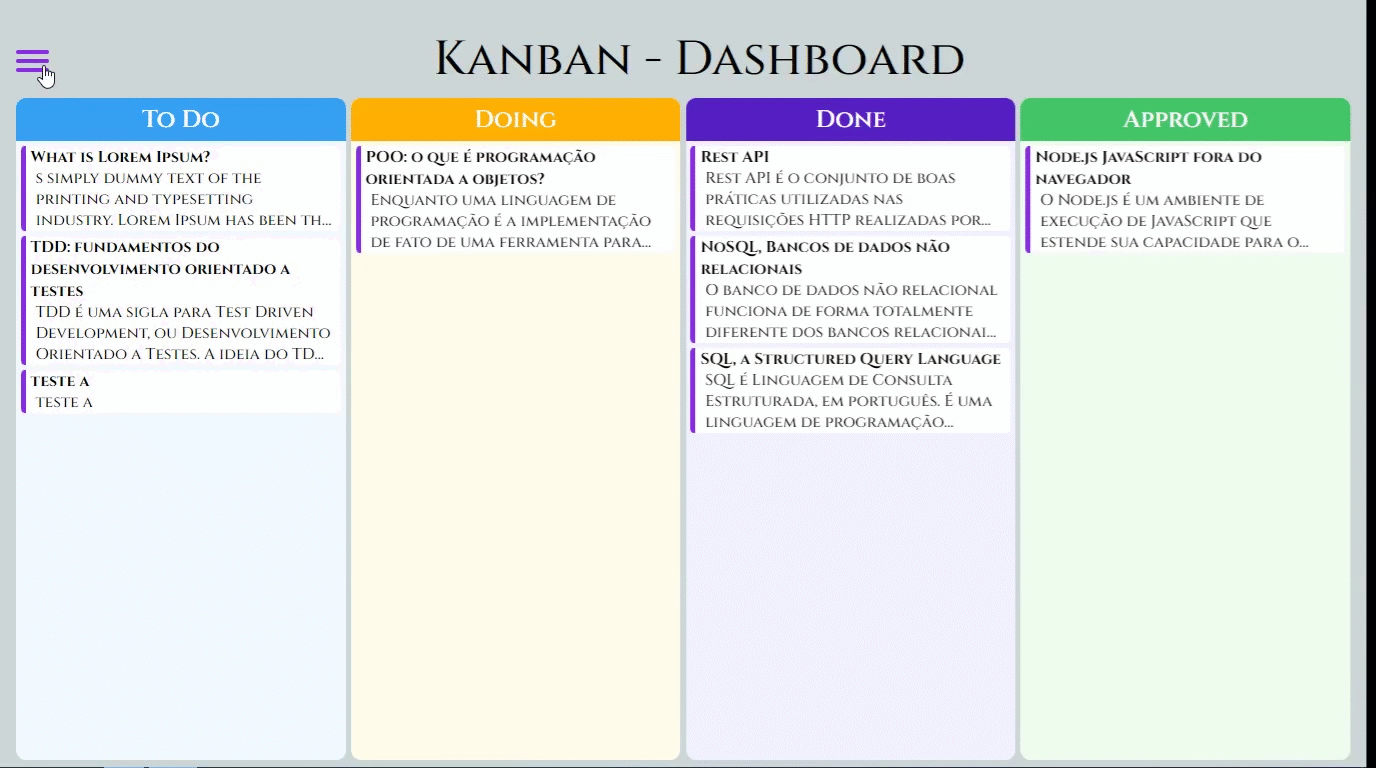 Kanban - Dashboard
To Do
What is Lorem Ipsum?
s simply dummy text of the
printing and typesetting
industry. Lorem Ipsum has been th...
TDD: fundamentos do
desenvolvimento orientado a
testes
TDD é uma sigla para Test Driven
Development, ou Desenvolvimento
Orientado a Testes. A ideia do TD...
teste a
teste a
Doing
POO: o que é programação
orientada a objetos?
Enquanto uma linguagem de
programação é a implementação
de fato de uma ferramenta para...
Done
Rest API
Rest API é o conjunto de boas
práticas utilizadas nas
requisições HTTP realizadas por...
NoSQL, Bancos de dados não
relacionais
O banco de dados não relacional
funciona de forma totalmente
diferente dos bancos relacionai...
SQL, a Structured Query Language
SQL é Linguagem de Consulta
Estruturada, em português. É uma
linguagem de programação...
Approved
Node.js JavaScript fora do
navegador
O Node.js é um ambiente de
execução de JavaScript que
estende sua capacidade para o...